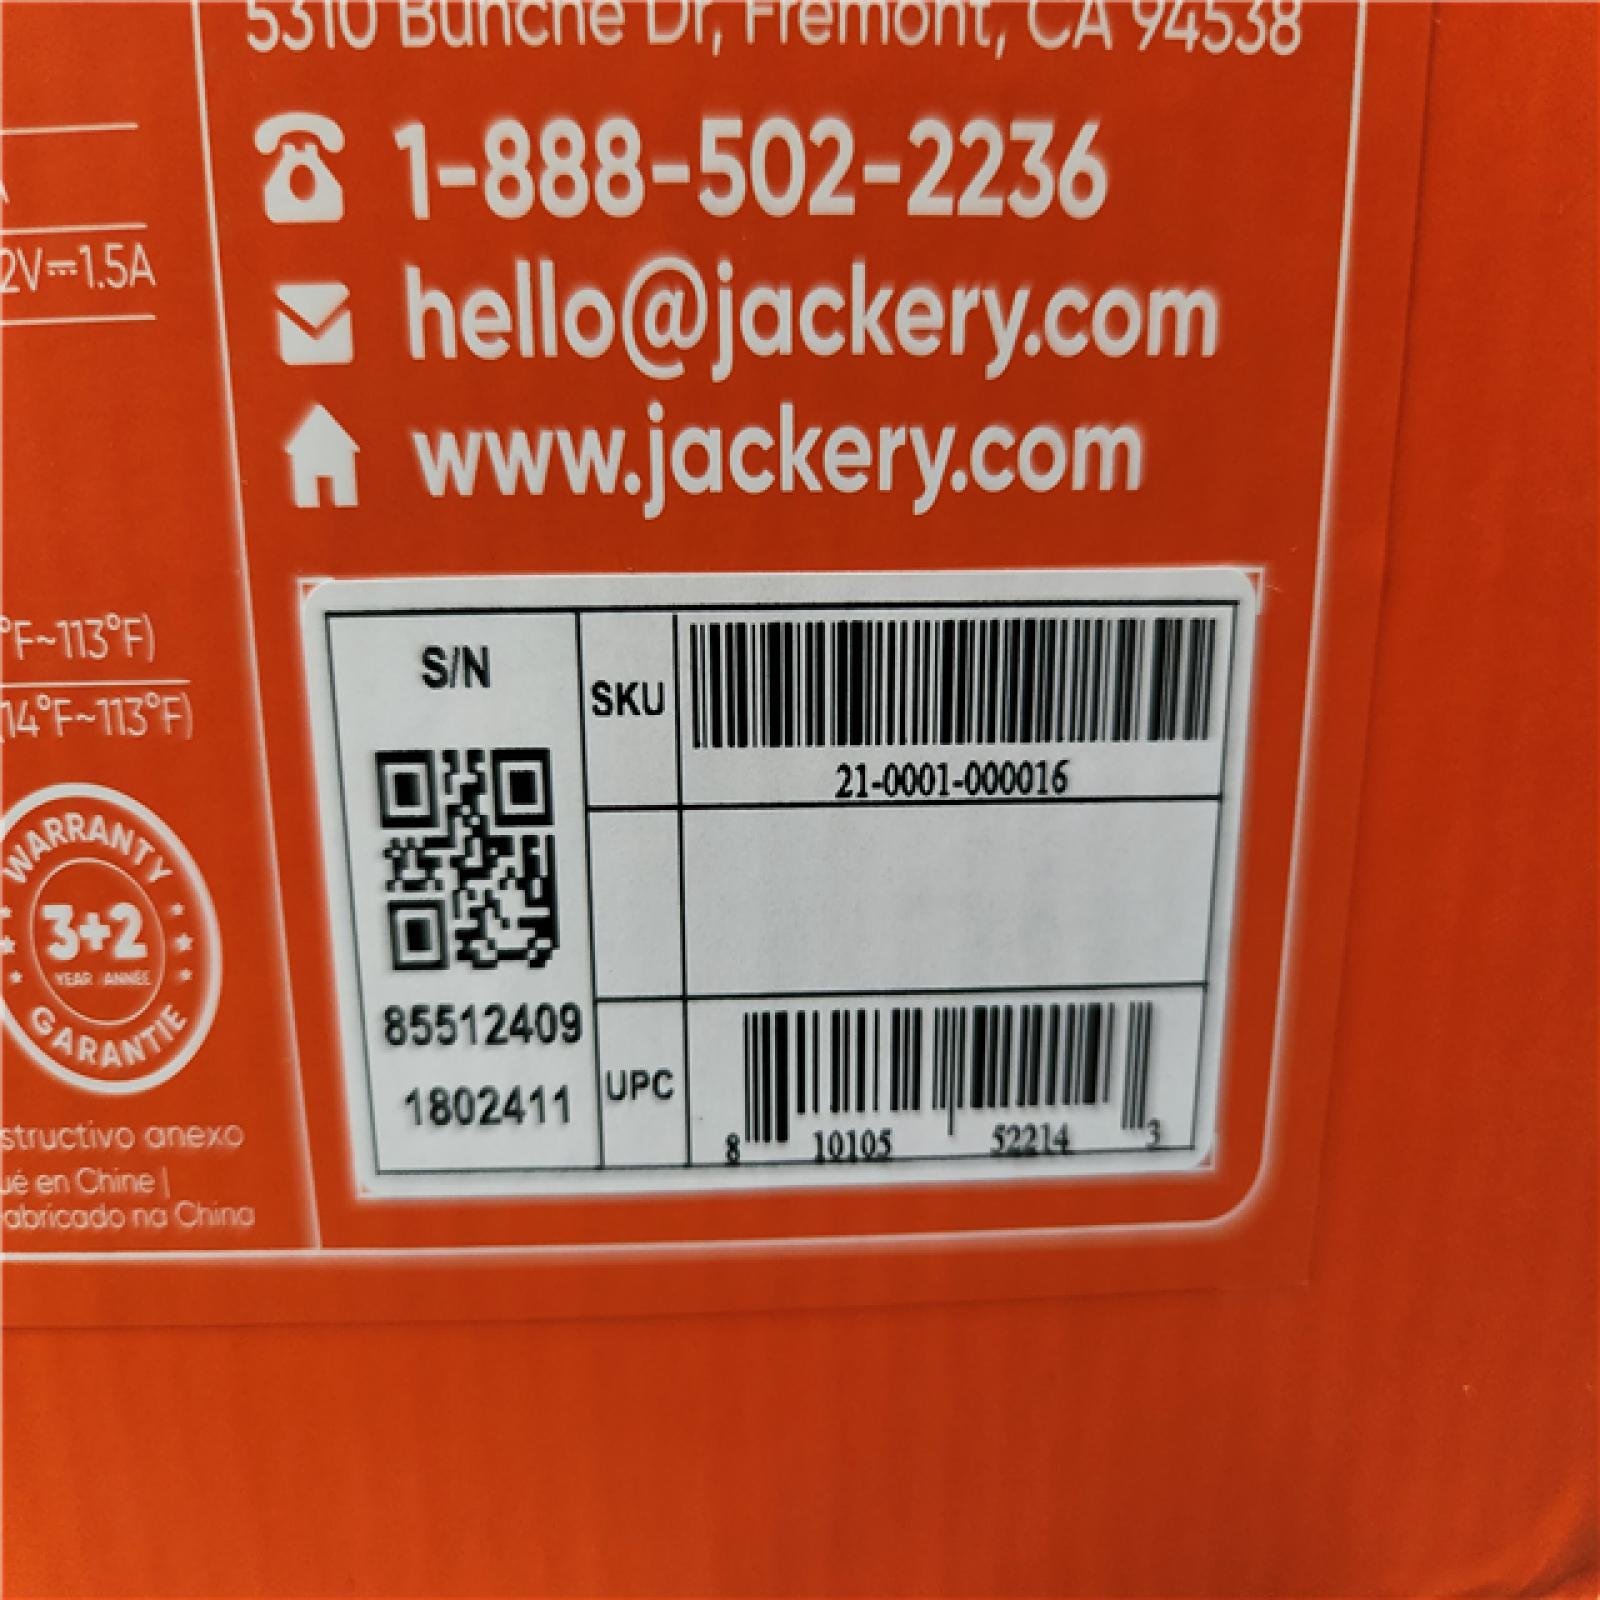 5310 Bunche Dr, Fremont, CA 94538
1-888-502-2236
hello@jackery.com
www.jackery.com
2V⎓1.5A
°F~113°F)
(14°F~113°F)
WARRANTY
3+2
YEAR ANNÉE
GARANTIE
structivo anexo
ué en Chine |
abricado na China
S/N
85512409
1802411
SKU
21-0001-000016
UPC
8 10105 52214 3